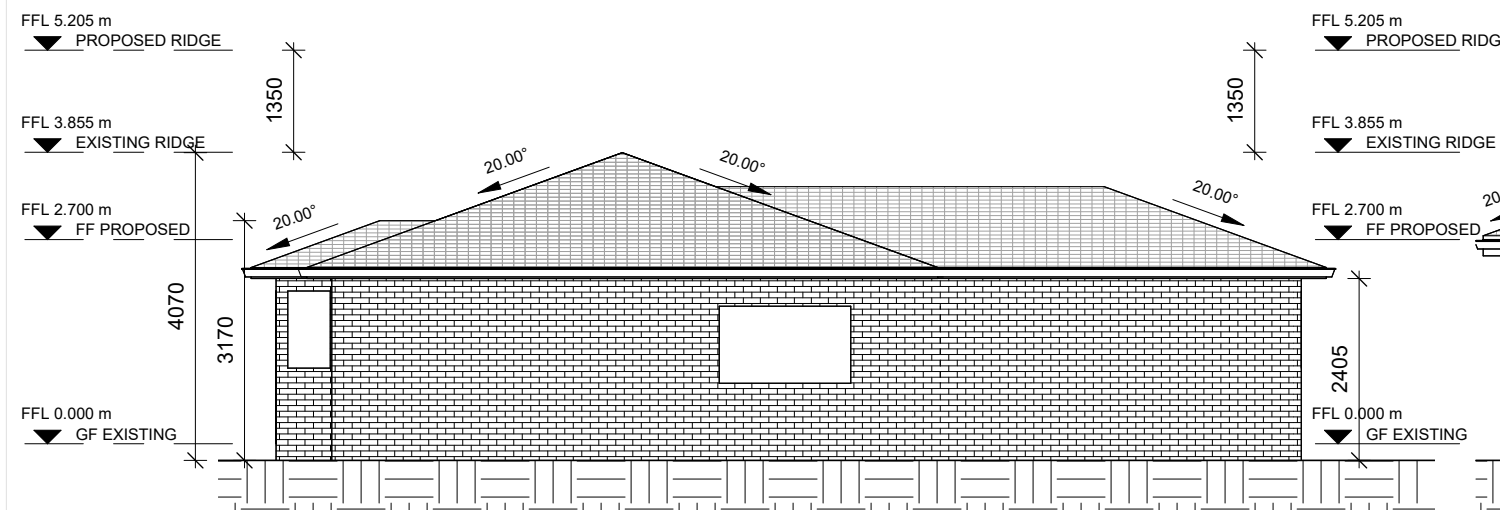 FFL 5.205 m
PROPOSED RIDGE
1350
FFL 3.855 m
EXISTING RIDGE
20.00°
20.00°
20.00°
20.00°
FFL 2.700 m
FF PROPOSED
4070
3170
FFL 0.000 m
GF EXISTING
FFL 5.205 m
PROPOSED RIDG
1350
FFL 3.855 m
EXISTING RIDGE
FFL 2.700 m
FF PROPOSED
20
2405
FFL 0.000 m
GF EXISTING